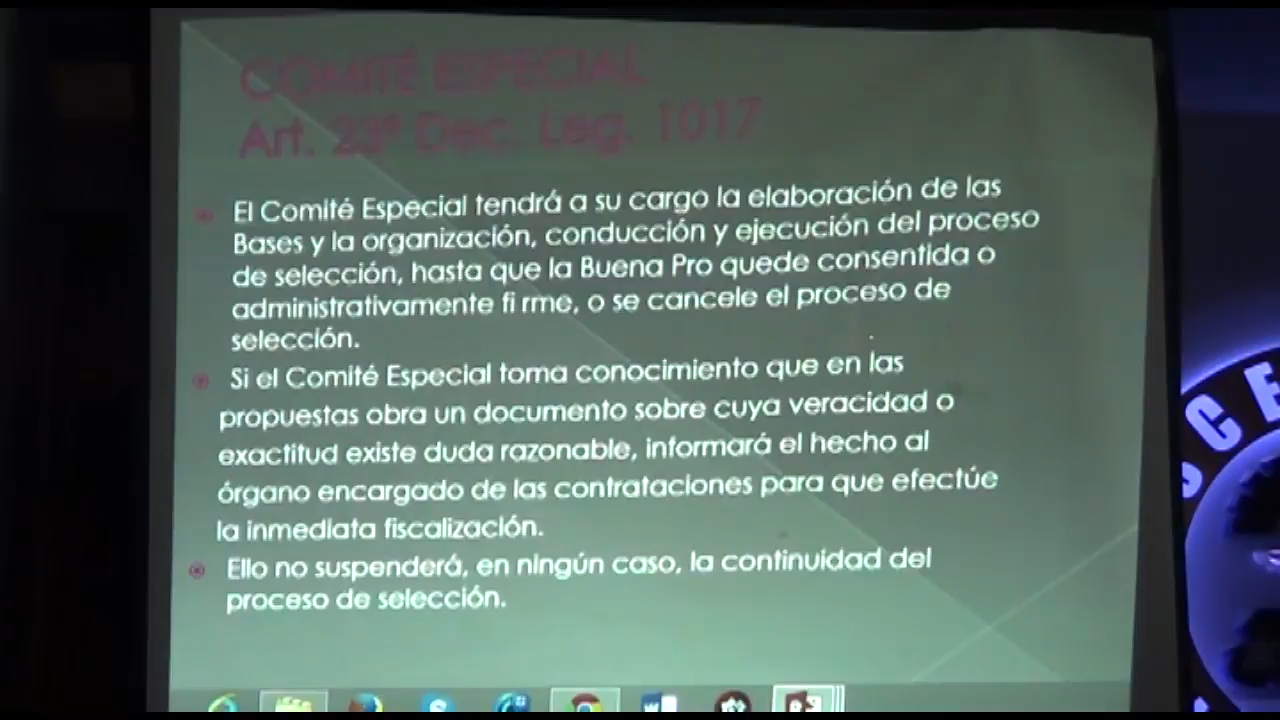 COMITÉ ESPECIAL
Art. 23º Dec. Leg. 1017
El Comité Especial tendrá a su cargo la elaboración de las
Bases y la organización, conducción y ejecución del proceso
de selección, hasta que la Buena Pro quede consentida o
administrativamente fi rme, o se cancele el proceso de
selección.
Si el Comité Especial toma conocimiento que en las
propuestas obra un documento sobre cuya veracidad o
exactitud existe duda razonable, informará el hecho al
órgano encargado de las contrataciones para que efectúe
la inmediata fiscalización.
Ello no suspenderá, en ningún caso, la continuidad del
proceso de selección.